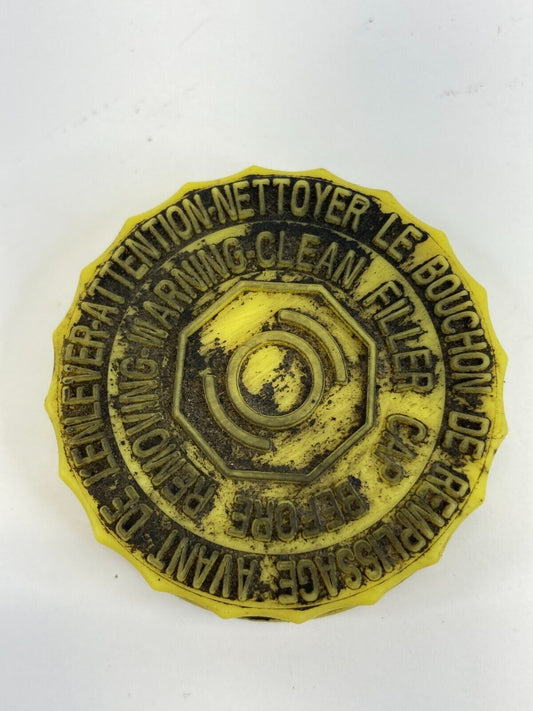 ATTENTION-NETTOYER LE BOUCHON DE REMPLISSAGE AVANT DE L'ENLEVER-
WARNING-CLEAN FILLER CAP BEFORE REMOVING-